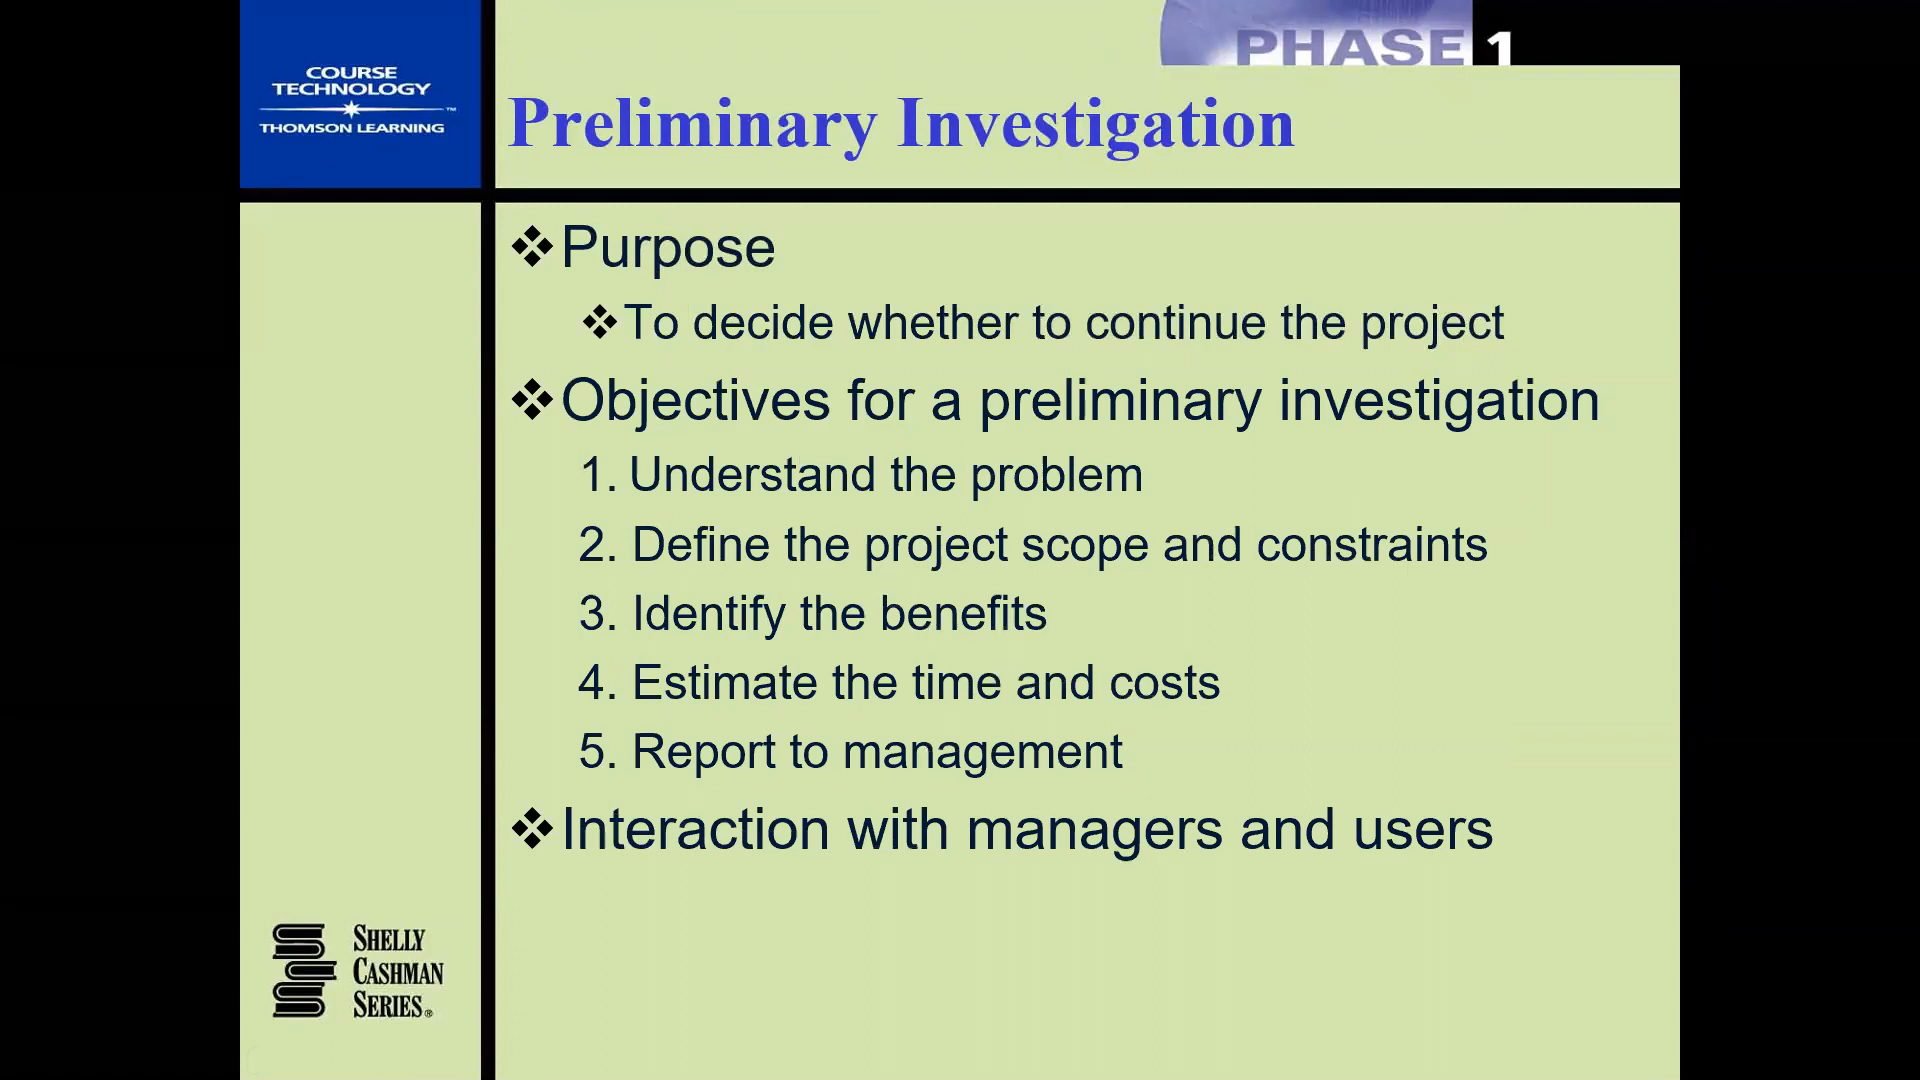 PHASE 1
COURSE
TECHNOLOGY
™
THOMSON LEARNING
Preliminary Investigation
❖Purpose
❖To decide whether to continue the project
❖Objectives for a preliminary investigation
1. Understand the problem
2. Define the project scope and constraints
3. Identify the benefits
4. Estimate the time and costs
5. Report to management
❖Interaction with managers and users
SHELLY
CASHMAN
SERIES®